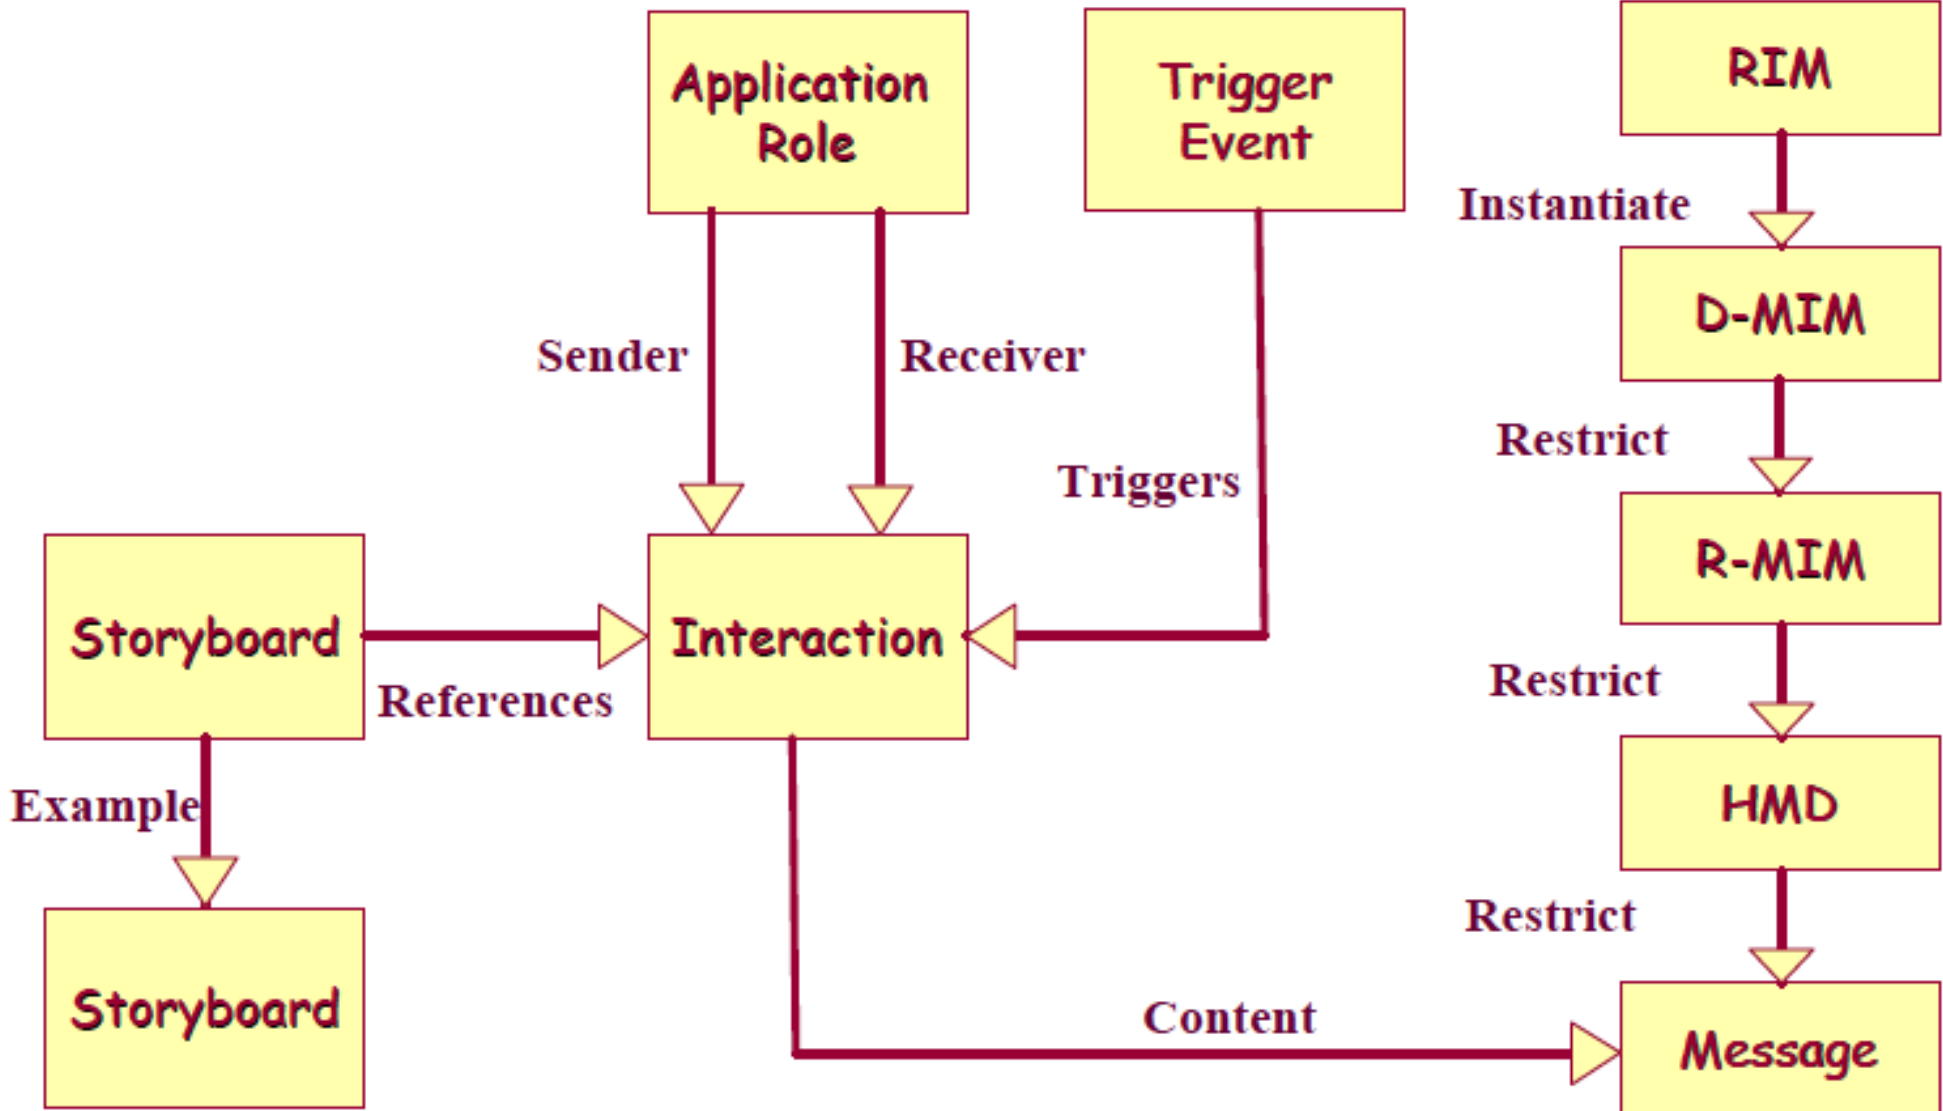 Application
Role
Trigger
Event
RIM
Instantiate
D-MIM
Sender
Receiver
Restrict
Triggers
R-MIM
Storyboard
Interaction
References
Restrict
Example
HMD
Restrict
Storyboard
Content
Message